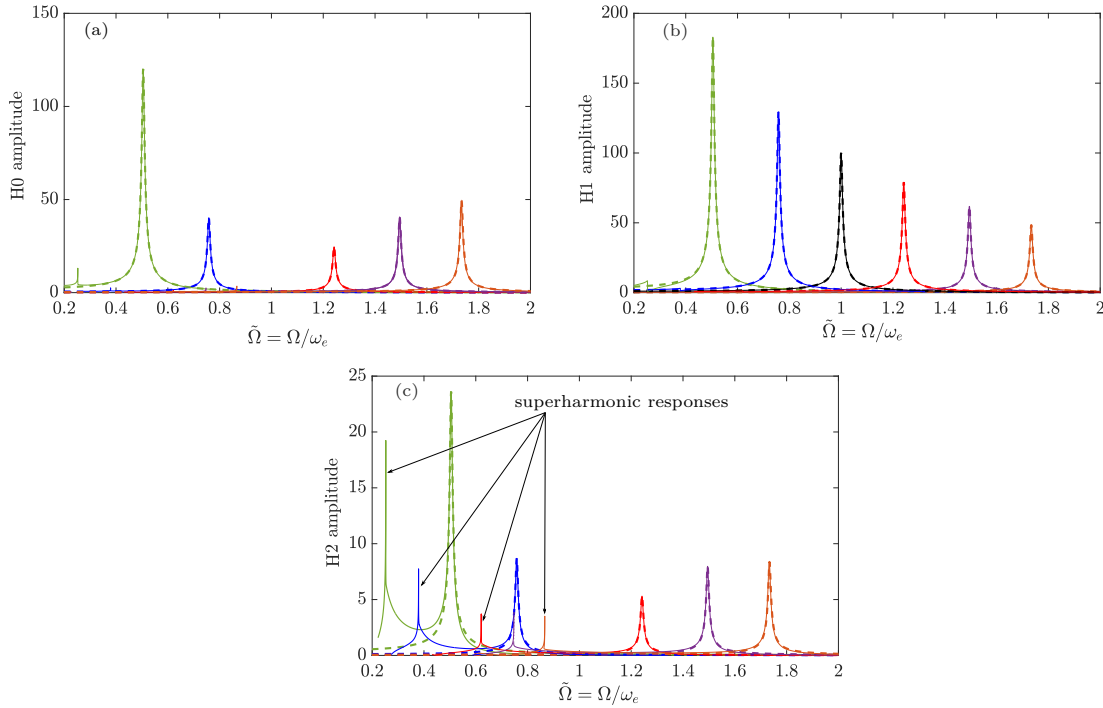 (a)
H0 amplitude
150
100
50
0
0.2 0.4 0.6 0.8 1 1.2 1.4 1.6 1.8 2
Ω̃ = Ω/ωₑ
(b)
H1 amplitude
200
150
100
50
0
0.2 0.4 0.6 0.8 1 1.2 1.4 1.6 1.8 2
Ω̃ = Ω/ωₑ
(c)
superharmonic responses
H2 amplitude
25
20
15
10
5
0
0.2 0.4 0.6 0.8 1 1.2 1.4 1.6 1.8 2
Ω̃ = Ω/ωₑ